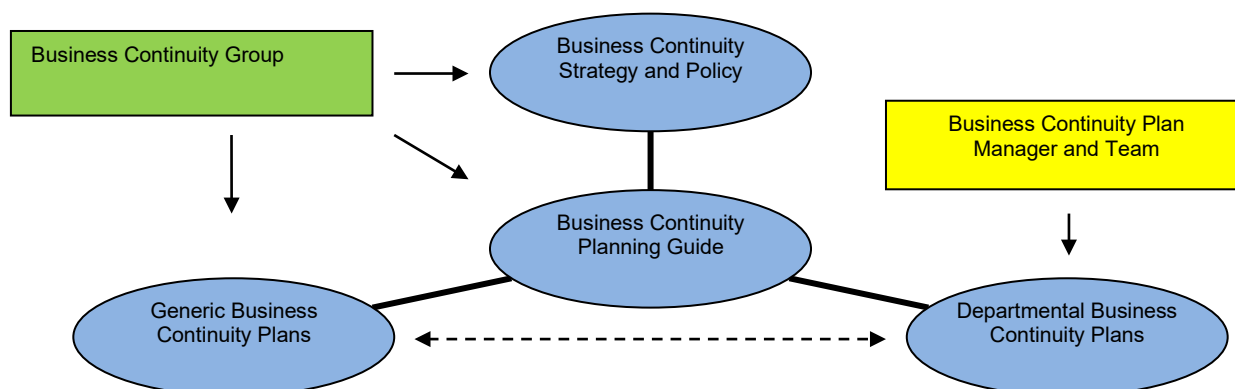 Business Continuity Group
Business Continuity
Strategy and Policy
Business Continuity Plan
Manager and Team
Business Continuity
Planning Guide
Generic Business
Continuity Plans
Departmental Business
Continuity Plans